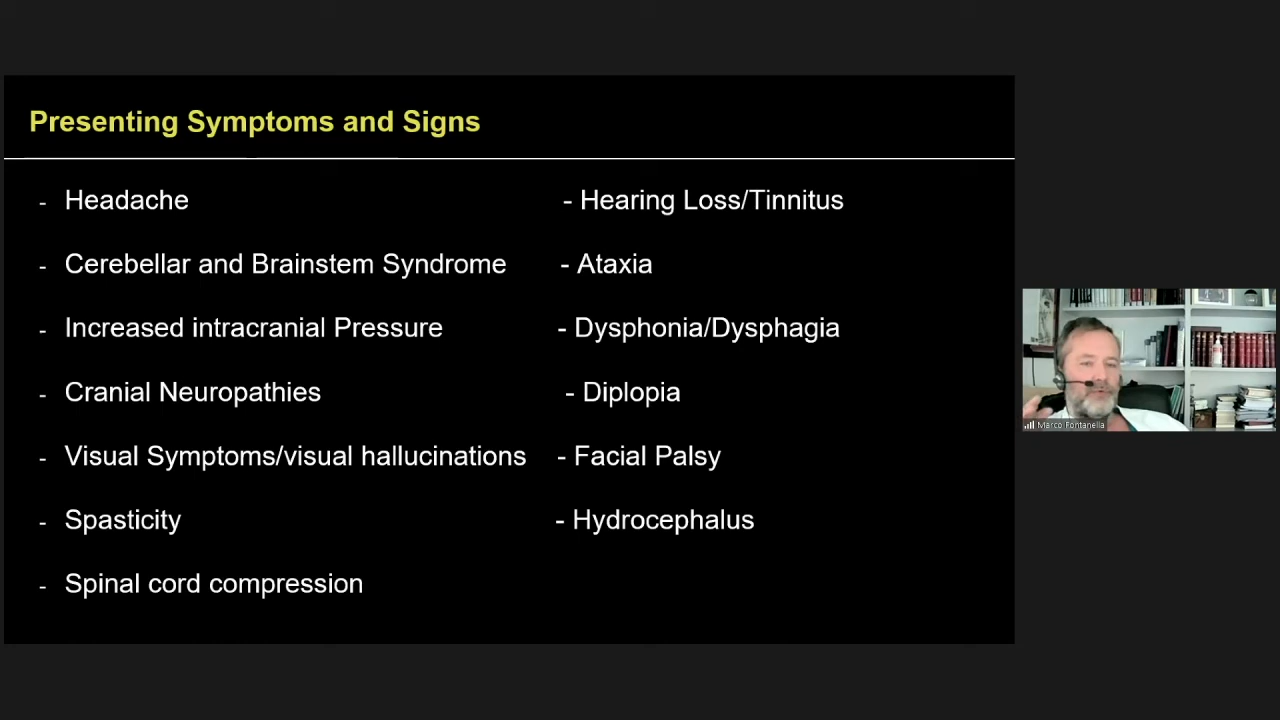 Presenting Symptoms and Signs
- Headache
- Cerebellar and Brainstem Syndrome
- Increased intracranial Pressure
- Cranial Neuropathies
- Visual Symptoms/visual hallucinations
- Spasticity
- Spinal cord compression
- Hearing Loss/Tinnitus
- Ataxia
- Dysphonia/Dysphagia
- Diplopia
- Facial Palsy
- Hydrocephalus
Marco Fontanella